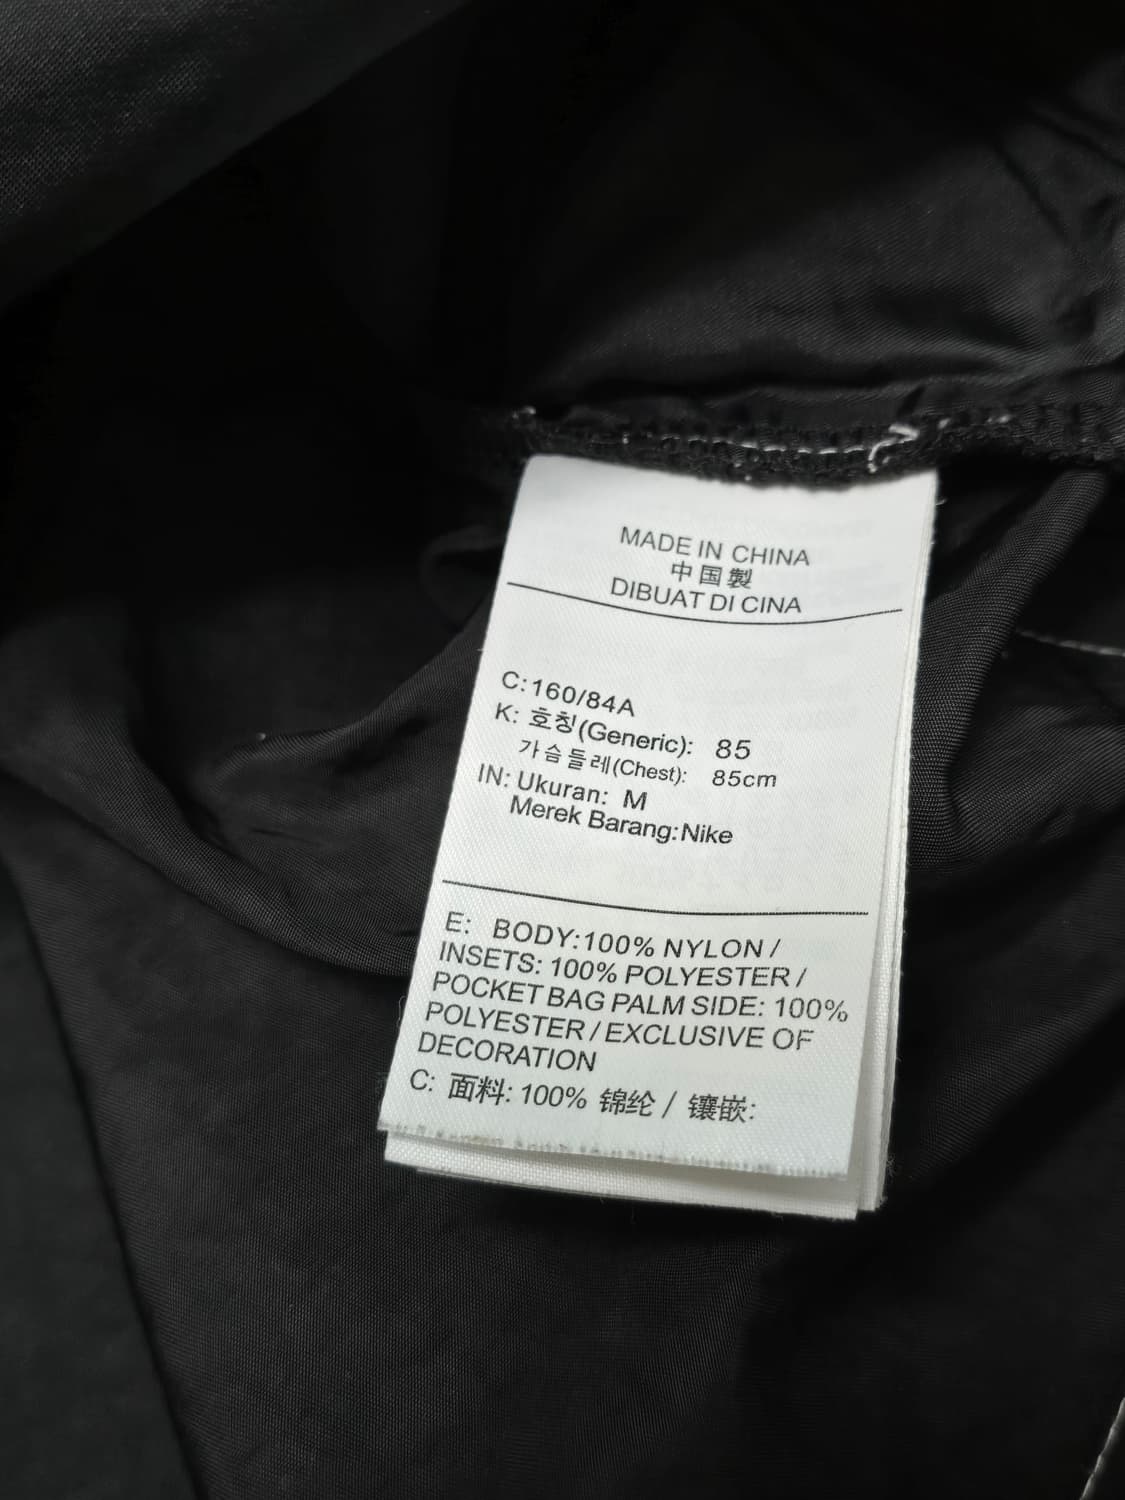 MADE IN CHINA
中国製
DIBUAT DI CINA
C:160/84A
K: 호칭(Generic): 85
가슴들레(Chest): 85cm
IN: Ukuran: M
Merek Barang:Nike
E: BODY:100% NYLON /
INSETS: 100% POLYESTER /
POCKET BAG PALM SIDE: 100%
POLYESTER / EXCLUSIVE OF
DECORATION
C: 面料: 100% 锦纶 / 镶嵌: